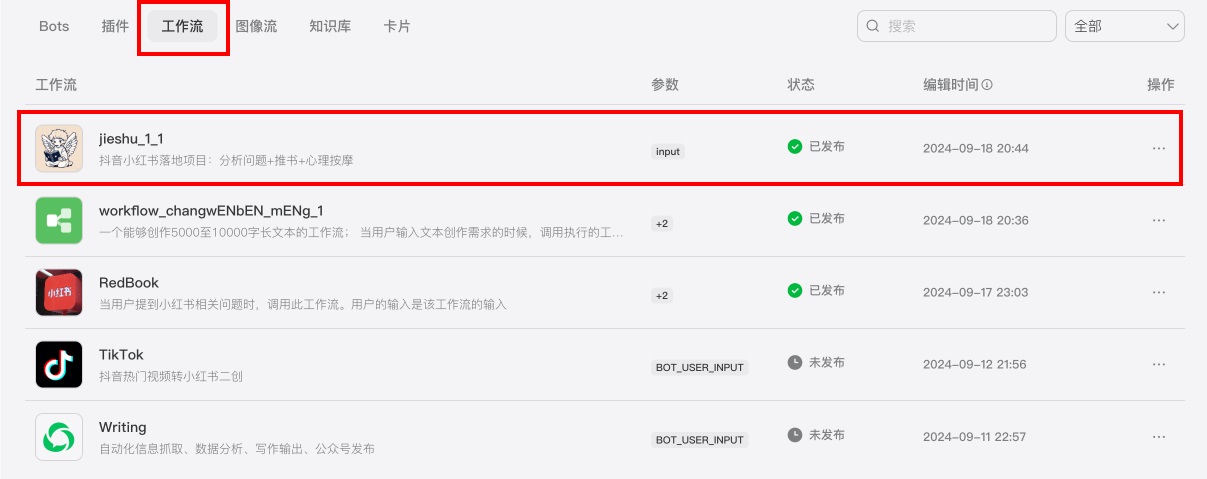 Bots 插件 工作流 图像流 知识库 卡片 搜索 全部
工作流 参数 状态 编辑时间 操作
jieshu_1_1
抖音小红书落地项目：分析问题+推书+心理按摩
input 已发布 2024-09-18 20:44
workflow_changwENbEN_mENg_1
一个能够创作5000至10000字长文本的工作流； 当用户输入文本创作需求的时候，调用执行的工...
+2 已发布 2024-09-18 20:36
小红书
RedBook
当用户提到小红书相关问题时，调用此工作流。用户的输入是该工作流的输入
+2 已发布 2024-09-17 23:03
TikTok
抖音热门视频转小红书二创
BOT_USER_INPUT 未发布 2024-09-12 21:56
Writing
自动化信息抓取、数据分析、写作输出、公众号发布
BOT_USER_INPUT 未发布 2024-09-11 22:57